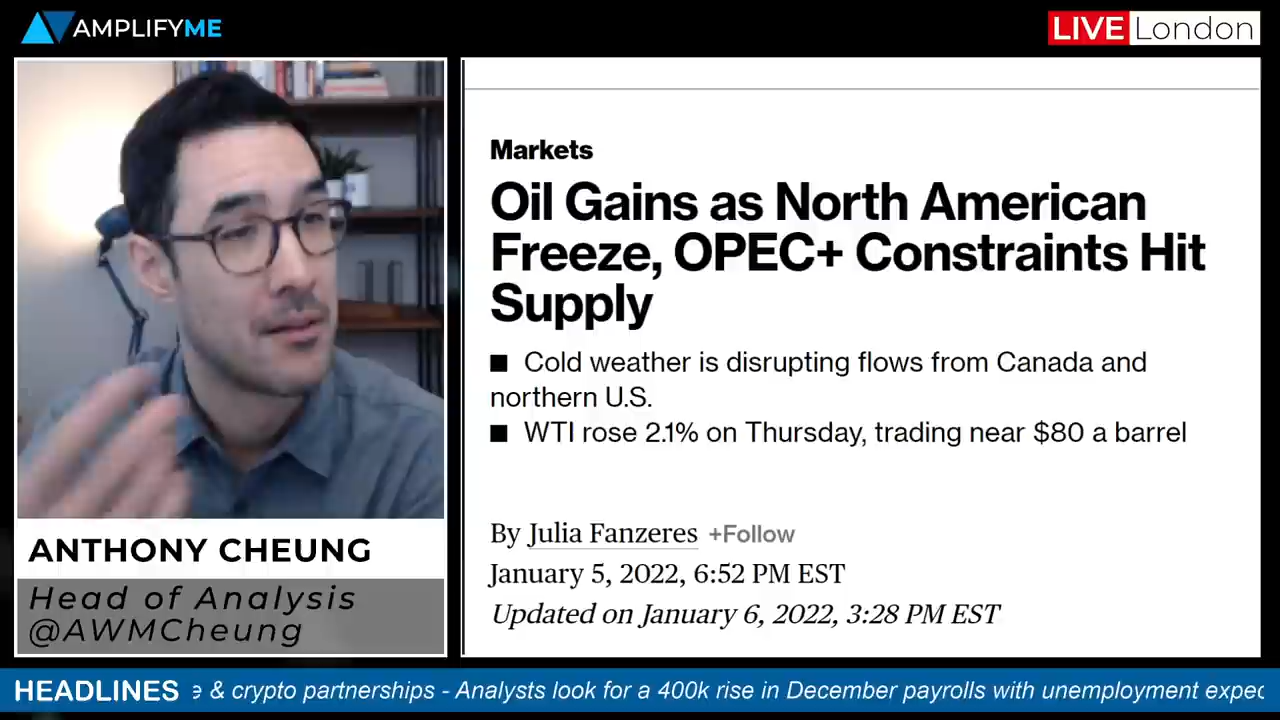 AMPLIFYME
LIVE London
Markets
Oil Gains as North American
Freeze, OPEC+ Constraints Hit
Supply
■ Cold weather is disrupting flows from Canada and
northern U.S.
■ WTI rose 2.1% on Thursday, trading near $80 a barrel
By Julia Fanzeres +Follow
January 5, 2022, 6:52 PM EST
Updated on January 6, 2022, 3:28 PM EST
ANTHONY CHEUNG
Head of Analysis
@AWMCheung
HEADLINES & crypto partnerships - Analysts look for a 400k rise in December payrolls with unemployment